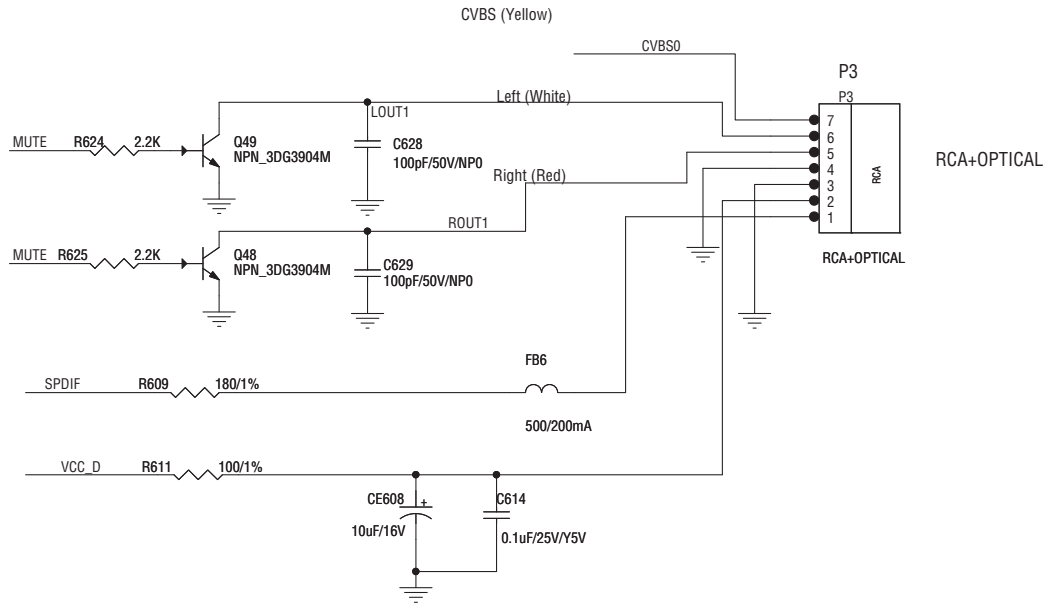 CVBS (Yellow)
CVBS0
P3
P3
Left (White)
LOUT1
MUTE R624 2.2K
Q49
NPN_3DG3904M
C628
100pF/50V/NP0
7
6
5
4
3
2
1
RCA
RCA+OPTICAL
Right (Red)
ROUT1
MUTE R625 2.2K
Q48
NPN_3DG3904M
C629
100pF/50V/NP0
RCA+OPTICAL
FB6
SPDIF R609 180/1%
500/200mA
VCC_D R611 100/1%
CE608 +
10uF/16V
C614
0.1uF/25V/Y5V